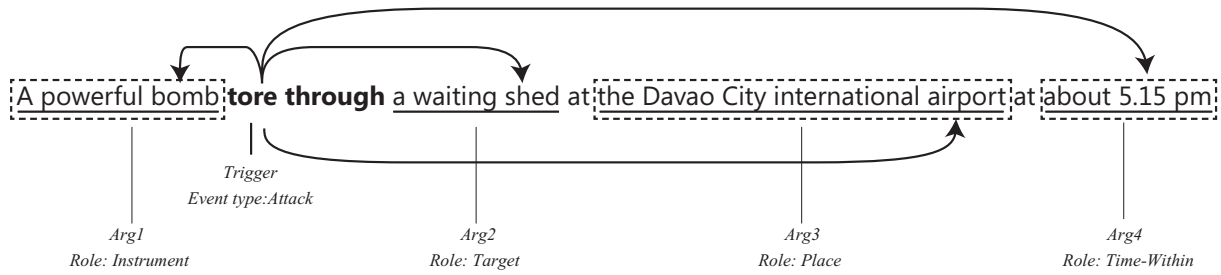 A powerful bomb tore through a waiting shed at the Davao City international airport at about 5.15 pm
Trigger
Event type:Attack
Arg1 Arg2 Arg3 Arg4
Role: Instrument Role: Target Role: Place Role: Time-Within